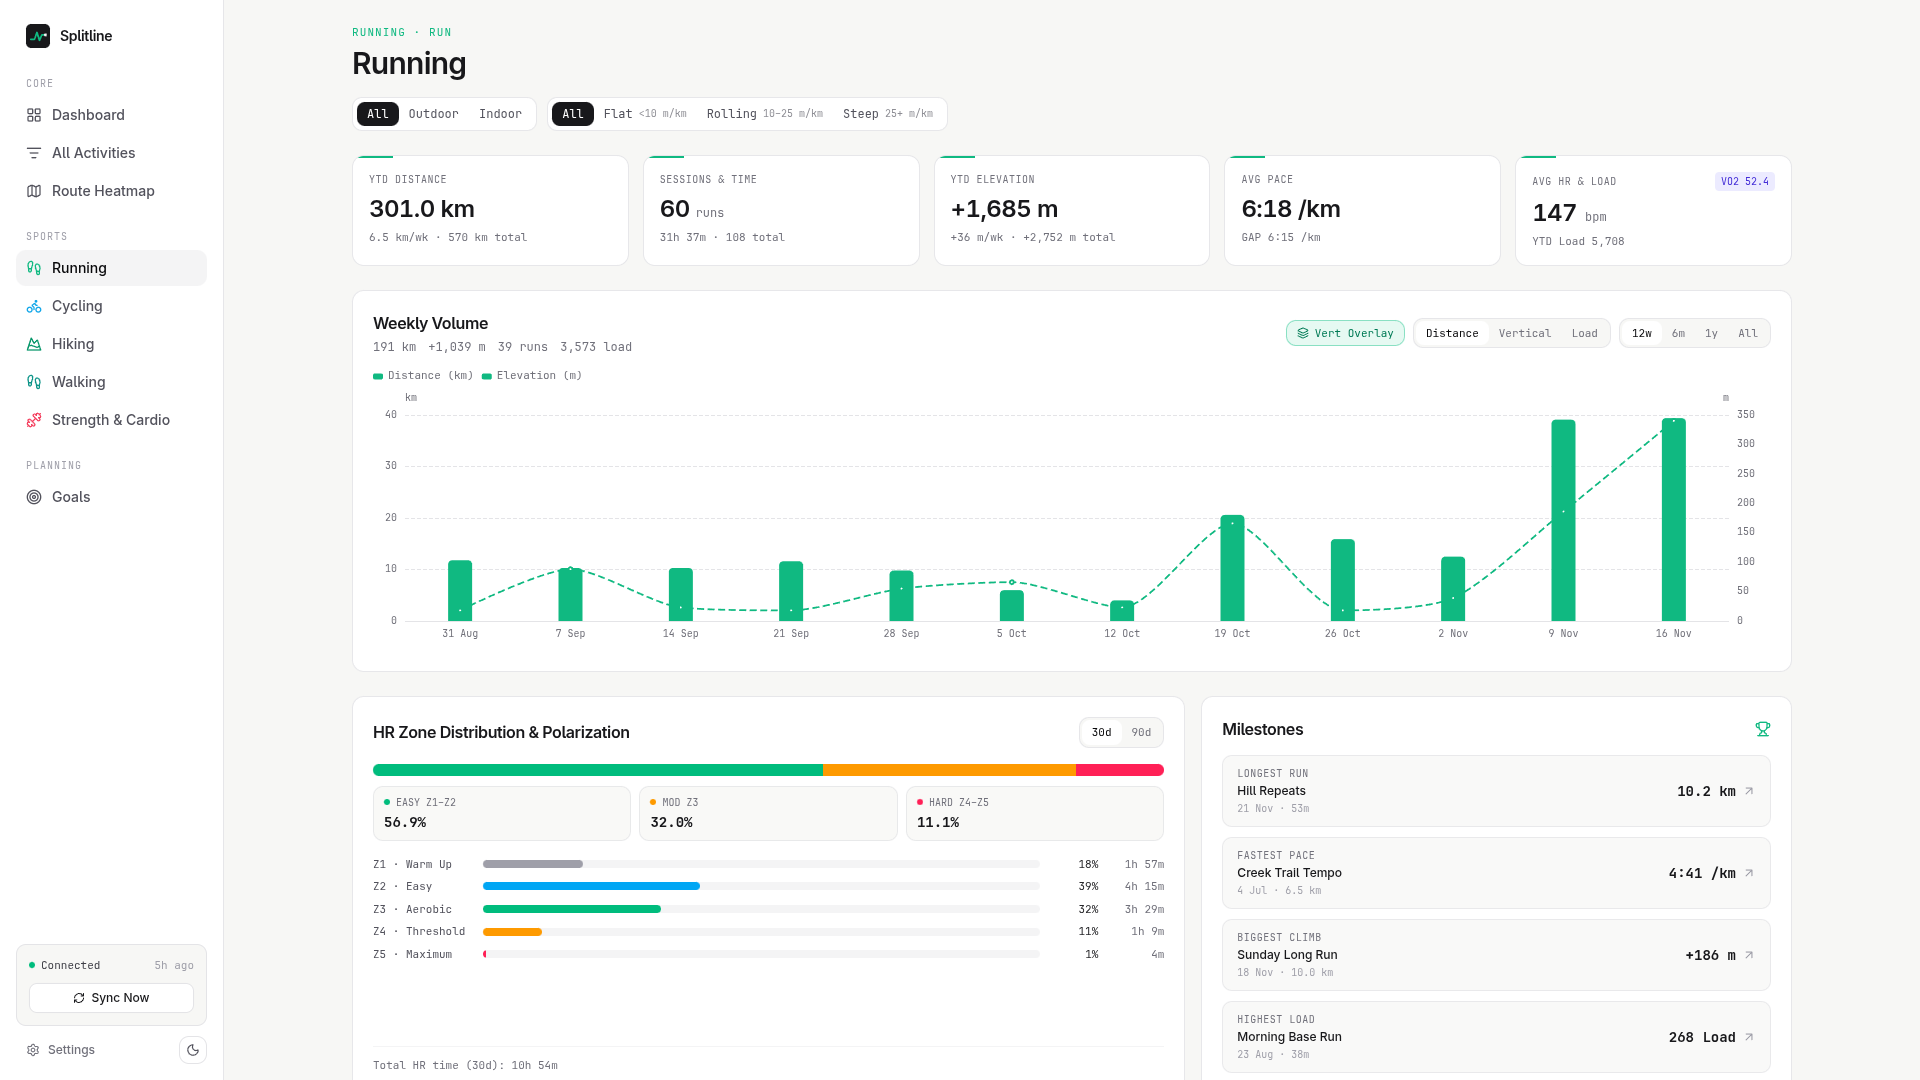 Splitline
CORE
Dashboard
All Activities
Route Heatmap
SPORTS
Running
Cycling
Hiking
Walking
Strength & Cardio
PLANNING
Goals
Connected 5h ago
Sync Now
Settings
RUNNING · RUN
Running
All Outdoor Indoor
All Flat <10 m/km Rolling 10–25 m/km Steep 25+ m/km
YTD DISTANCE
301.0 km
6.5 km/wk · 570 km total
SESSIONS & TIME
60 runs
31h 37m · 108 total
YTD ELEVATION
+1,685 m
+36 m/wk · +2,752 m total
AVG PACE
6:18 /km
GAP 6:15 /km
AVG HR & LOAD VO2 52.4
147 bpm
YTD Load 5,708
Weekly Volume
191 km +1,039 m 39 runs 3,573 load
Vert Overlay Distance Vertical Load 12w 6m 1y All
Distance (km) Elevation (m)
km m
40 350
300
30 250
20 200
150
10 100
50
0 0
31 Aug 7 Sep 14 Sep 21 Sep 28 Sep 5 Oct 12 Oct 19 Oct 26 Oct 2 Nov 9 Nov 16 Nov
HR Zone Distribution & Polarization 30d 90d
EASY Z1–Z2
56.9%
MOD Z3
32.0%
HARD Z4–Z5
11.1%
Z1 · Warm Up 18% 1h 57m
Z2 · Easy 39% 4h 15m
Z3 · Aerobic 32% 3h 29m
Z4 · Threshold 11% 1h 9m
Z5 · Maximum 1% 4m
Total HR time (30d): 10h 54m
Milestones
LONGEST RUN
Hill Repeats 10.2 km
21 Nov · 53m
FASTEST PACE
Creek Trail Tempo 4:41 /km
4 Jul · 6.5 km
BIGGEST CLIMB
Sunday Long Run +186 m
18 Nov · 10.0 km
HIGHEST LOAD
Morning Base Run 268 Load
23 Aug · 38m